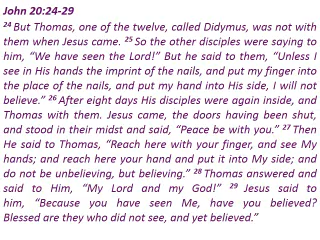 John 20:24-29
24 But Thomas, one of the twelve, called Didymus, was not with
them when Jesus came. 25 So the other disciples were saying to
him, “We have seen the Lord!” But he said to them, “Unless I
see in His hands the imprint of the nails, and put my finger into
the place of the nails, and put my hand into His side, I will not
believe.” 26 After eight days His disciples were again inside, and
Thomas with them. Jesus came, the doors having been shut,
and stood in their midst and said, “Peace be with you.” 27 Then
He said to Thomas, “Reach here with your finger, and see My
hands; and reach here your hand and put it into My side; and
do not be unbelieving, but believing.” 28 Thomas answered and
said to Him, “My Lord and my God!” 29 Jesus said to
him, “Because you have seen Me, have you believed?
Blessed are they who did not see, and yet believed.”